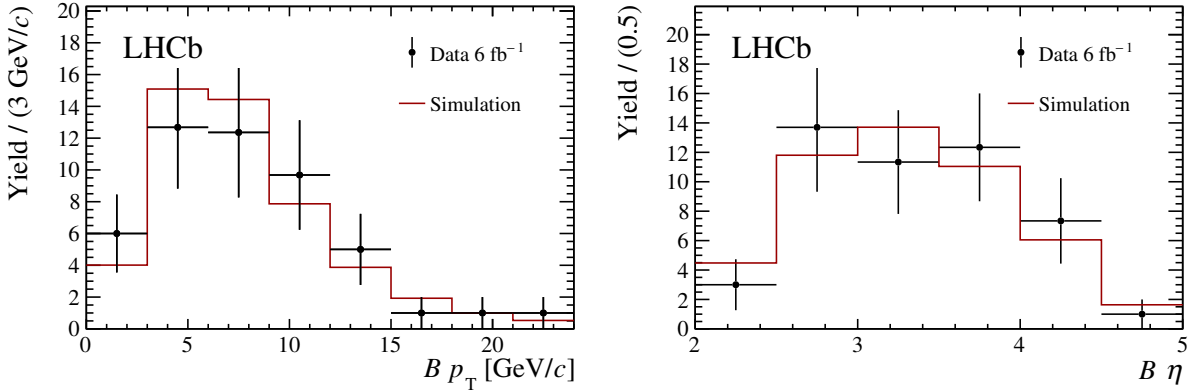 LHCb
Data 6 fb⁻¹
Simulation
Yield / (3 GeV/c)
20
18
16
14
12
10
8
6
4
2
0
0 5 10 15 20
B p_T [GeV/c]
LHCb
Data 6 fb⁻¹
Simulation
Yield / (0.5)
20
18
16
14
12
10
8
6
4
2
0
2 3 4 5
B η